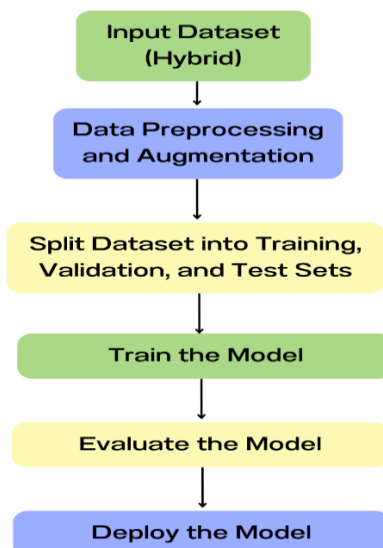 Input Dataset
(Hybrid)
Data Preprocessing
and Augmentation
Split Dataset into Training,
Validation, and Test Sets
Train the Model
Evaluate the Model
Deploy the Model